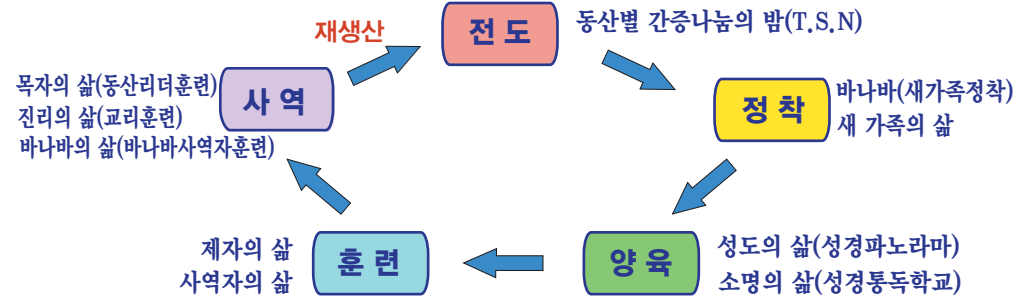 재생산
전 도
동산별 간증나눔의 밤(T.S.N)
목자의 삶(동산리더훈련)
진리의 삶(교리훈련)
바나바의 삶(바나바사역자훈련)
사 역
정 착
바나바(새가족정착)
새 가족의 삶
제자의 삶
사역자의 삶
훈 련
양 육
성도의 삶(성경파노라마)
소명의 삶(성경통독학교)